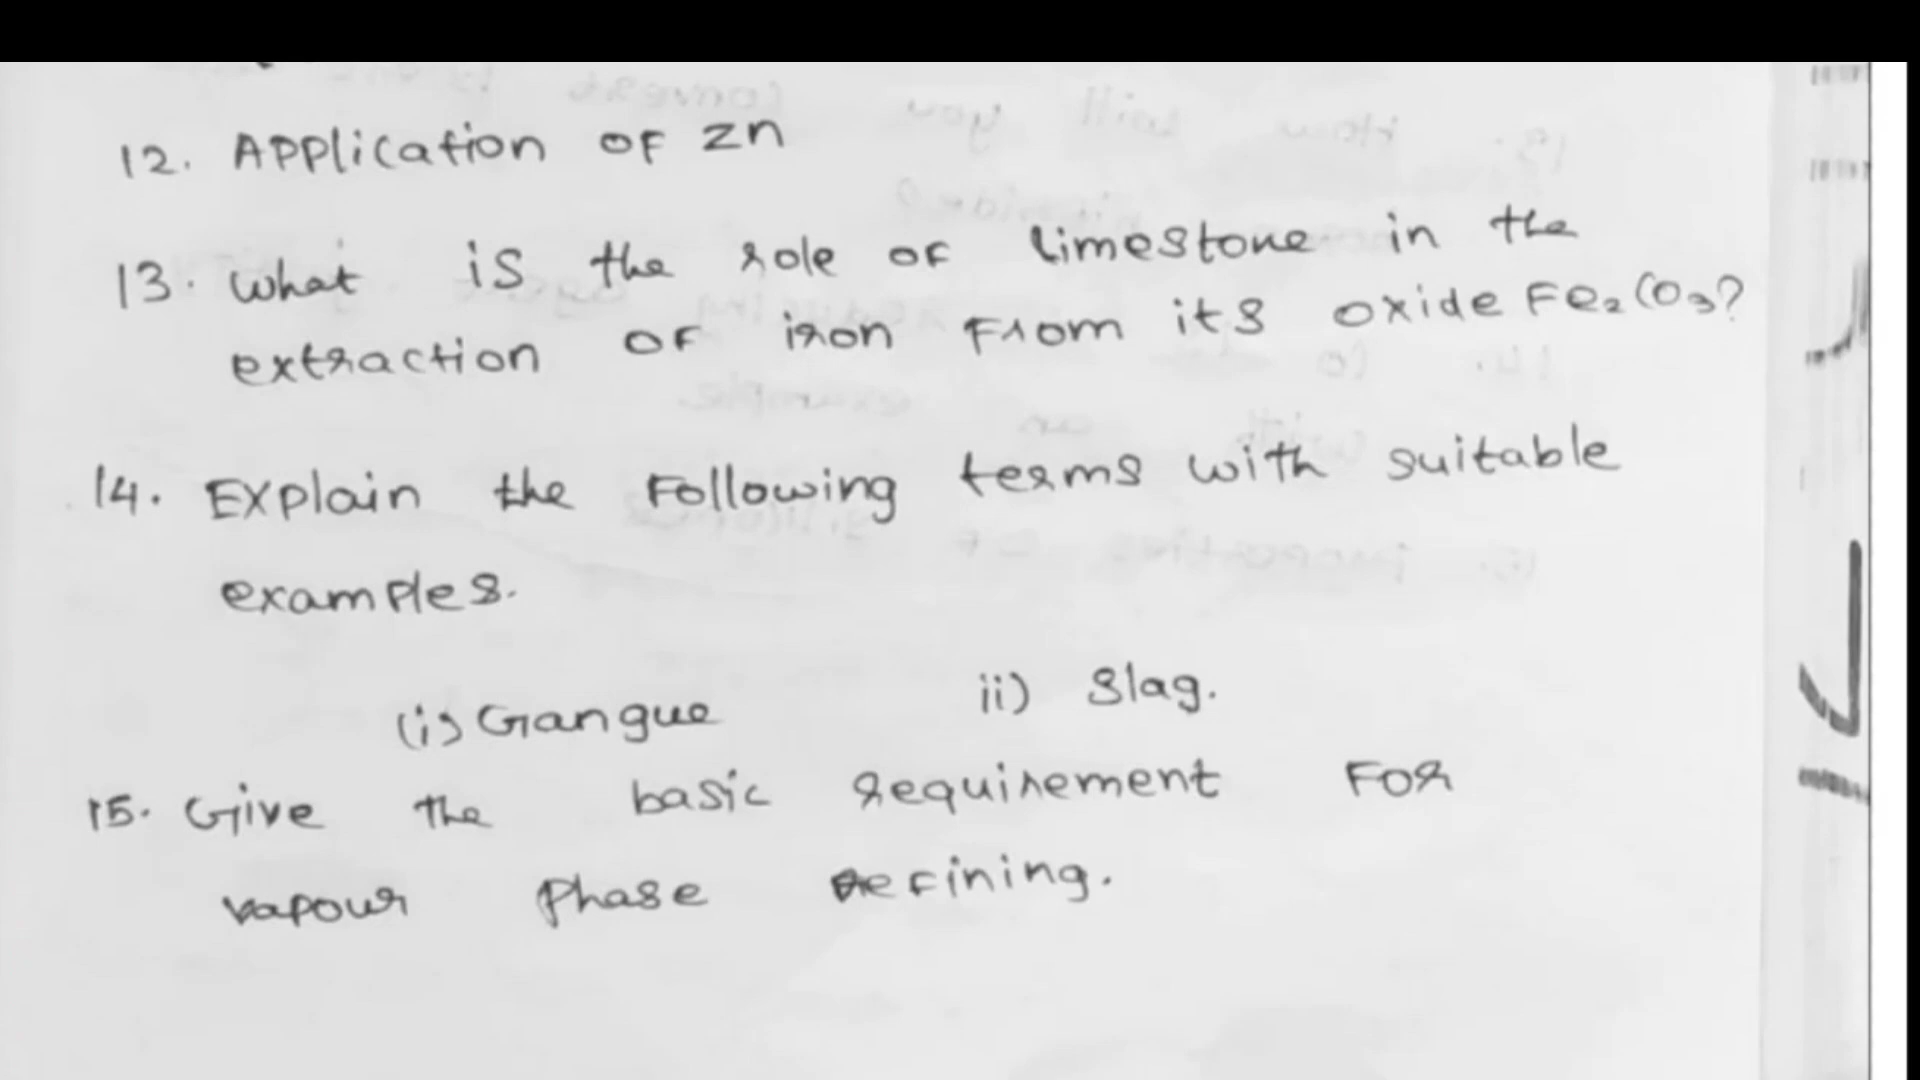 12. Application of Zn
13. What is the role of limestone in the
extraction of iron from its oxide Fe₂CO₃?
14. Explain the following terms with suitable
examples.
(i) Gangue ii) Slag.
15. Give the basic requirement for
vapour phase refining.